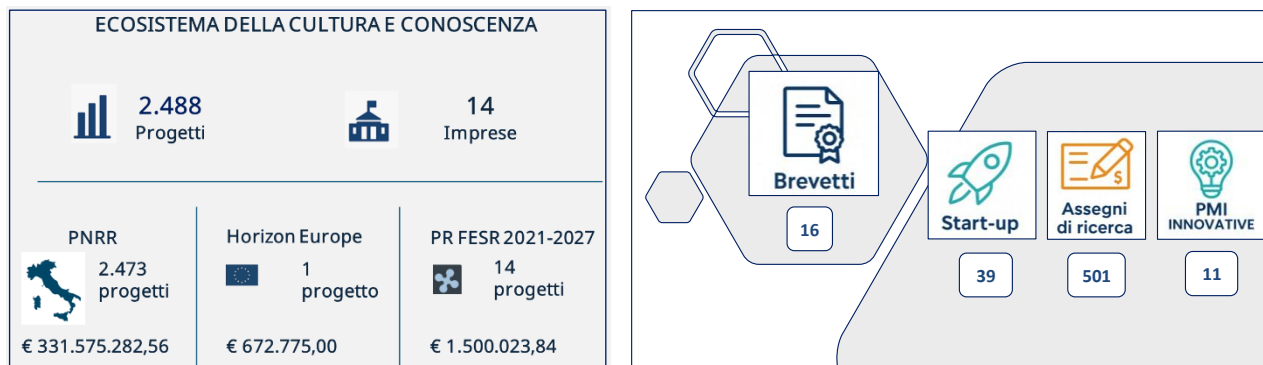 ECOSISTEMA DELLA CULTURA E CONOSCENZA
2.488
Progetti
14
Imprese
PNRR
2.473
progetti
€ 331.575.282,56
Horizon Europe
1
progetto
€ 672.775,00
PR FESR 2021-2027
14
progetti
€ 1.500.023,84
Brevetti
16
Start-up
39
Assegni
di ricerca
$
501
PMI
INNOVATIVE
11